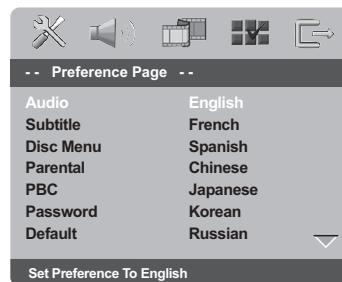 -- Preference Page --
Audio English
Subtitle French
Disc Menu Spanish
Parental Chinese
PBC Japanese
Password Korean
Default Russian
Set Preference To English